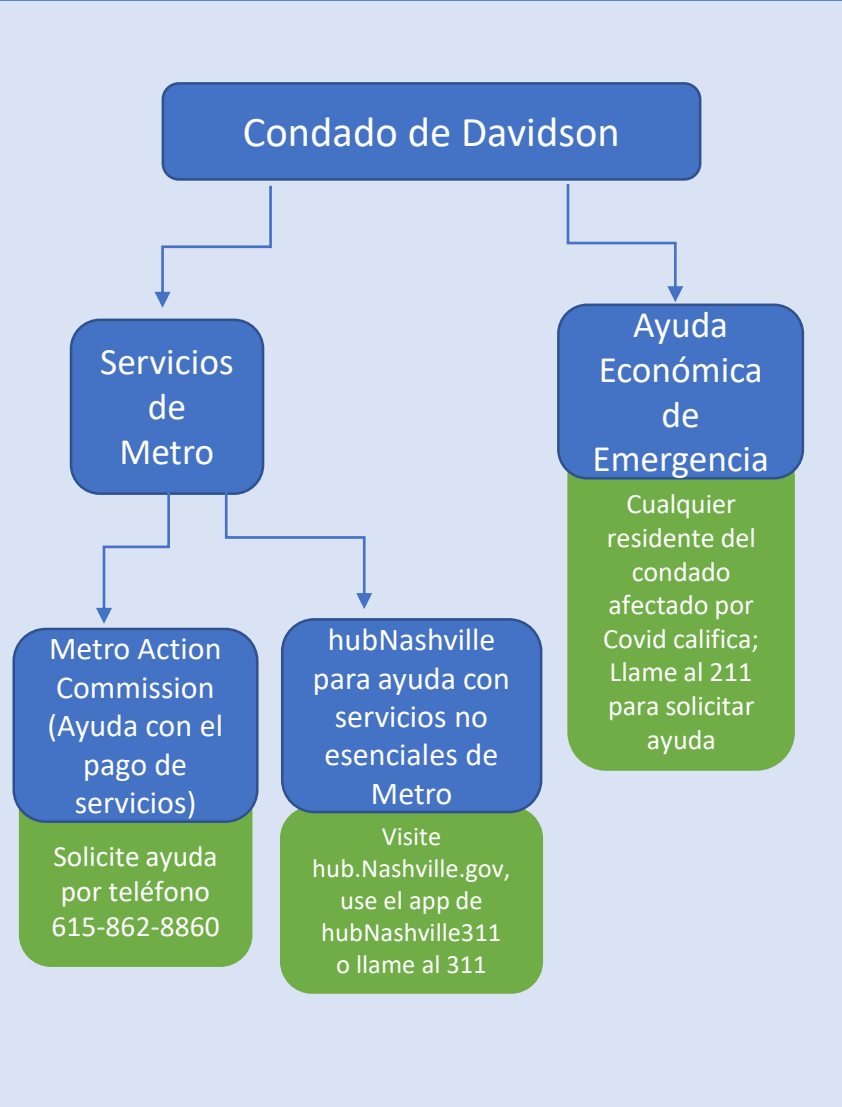 Condado de Davidson
Servicios
de
Metro
Ayuda
Económica
de
Emergencia
Cualquier
residente del
condado
afectado por
Covid califica;
Llame al 211
para solicitar
ayuda
Metro Action
Commission
(Ayuda con el
pago de
servicios)
Solicite ayuda
por teléfono
615-862-8860
hubNashville
para ayuda con
servicios no
esenciales de
Metro
Visite
hub.Nashville.gov,
use el app de
hubNashville311
o llame al 311